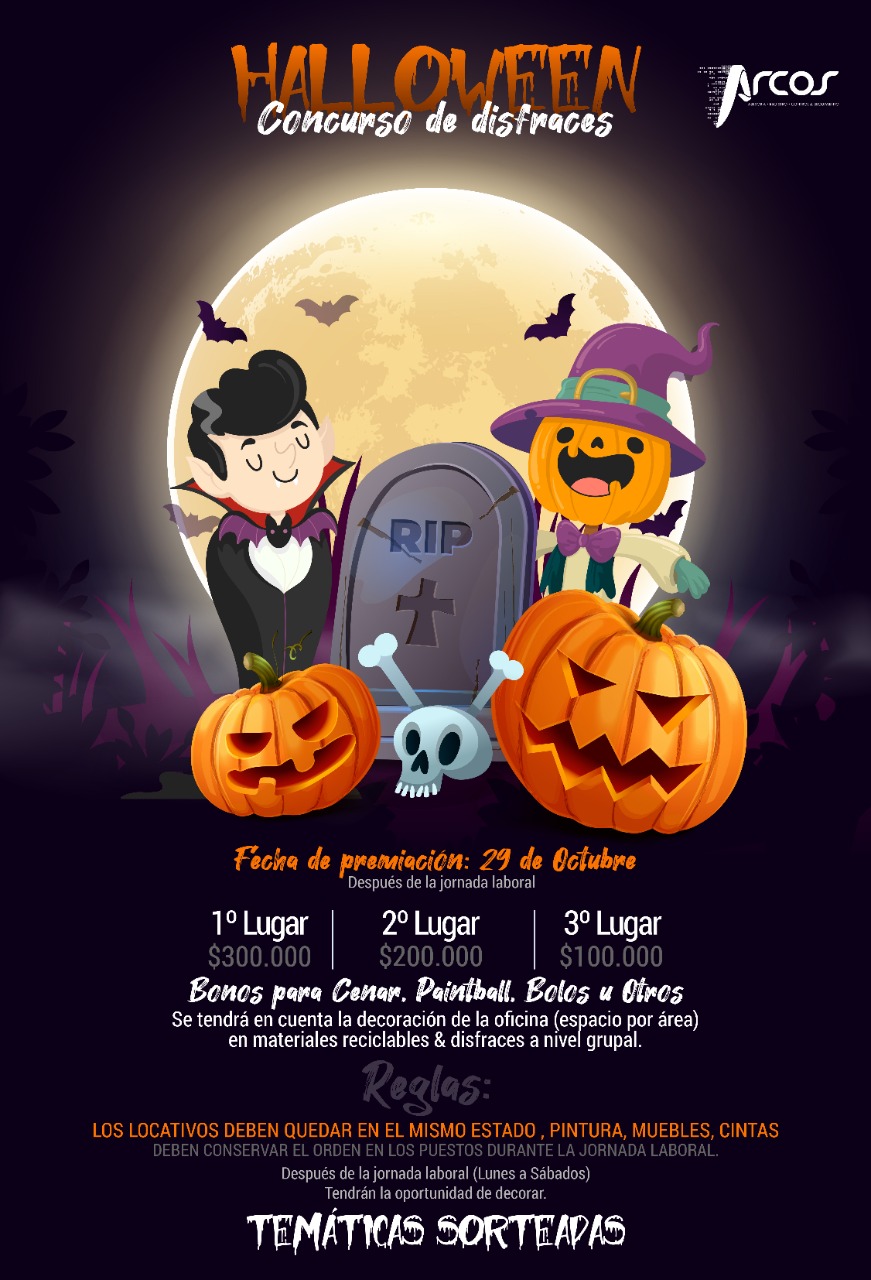 HALLOWEEN
Concurso de disfraces
Arcos
RIP
Fecha de premiación: 29 de Octubre
Después de la jornada laboral
1º Lugar
$300.000
2º Lugar
$200.000
3º Lugar
$100.000
Bonos para Cenar. Paintball. Bolos u Otros
Se tendrá en cuenta la decoración de la oficina (espacio por área)
en materiales reciclables & disfraces a nivel grupal.
Reglas:
LOS LOCATIVOS DEBEN QUEDAR EN EL MISMO ESTADO , PINTURA, MUEBLES, CINTAS
DEBEN CONSERVAR EL ORDEN EN LOS PUESTOS DURANTE LA JORNADA LABORAL.
Después de la jornada laboral (Lunes a Sábados)
Tendrán la oportunidad de decorar.
TEMÁTICAS SORTEADAS